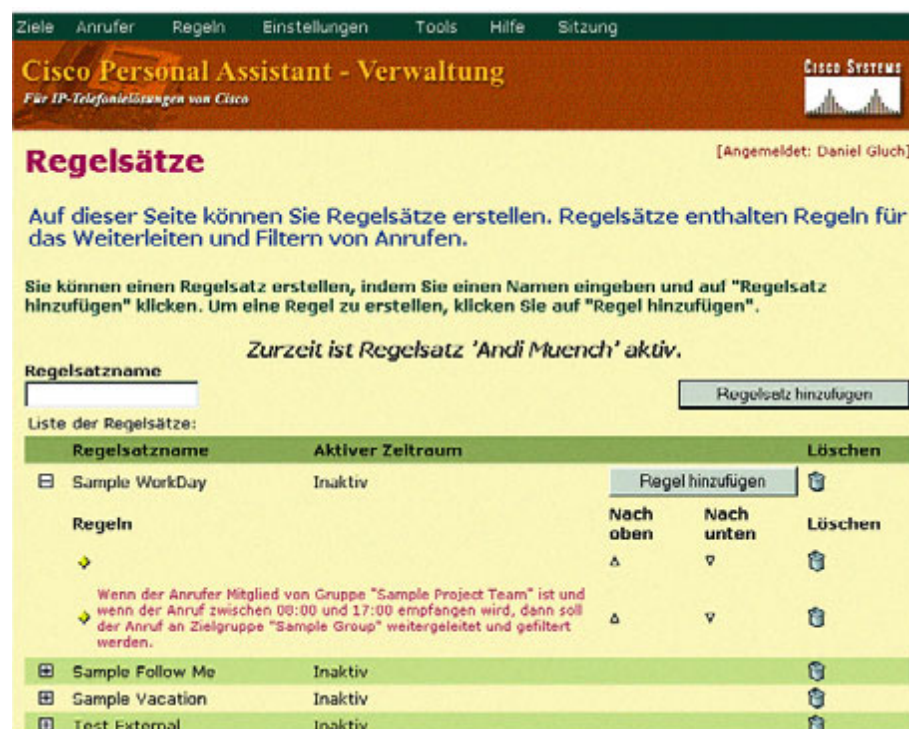 Ziele Anrufer Regeln Einstellungen Tools Hilfe Sitzung
Cisco Personal Assistant - Verwaltung
Für IP-Telefonielösungen von Cisco
CISCO SYSTEMS
Regelsätze
[Angemeldet: Daniel Gluch]
Auf dieser Seite können Sie Regelsätze erstellen. Regelsätze enthalten Regeln für
das Weiterleiten und Filtern von Anrufen.
Sie können einen Regelsatz erstellen, indem Sie einen Namen eingeben und auf "Regelsatz
hinzufügen" klicken. Um eine Regel zu erstellen, klicken Sie auf "Regel hinzufügen".
Zurzeit ist Regelsatz 'Andi Muench' aktiv.
Regelsatzname
Regelsatz hinzufügen
Liste der Regelsätze:
Regelsatzname Aktiver Zeitraum Löschen
Sample WorkDay Inaktiv Regel hinzufügen
Regeln Nach oben Nach unten Löschen
Wenn der Anrufer Mitglied von Gruppe "Sample Project Team" ist und
wenn der Anruf zwischen 08:00 und 17:00 empfangen wird, dann soll
der Anruf an Zielgruppe "Sample Group" weitergeleitet und gefiltert
werden.
Sample Follow Me Inaktiv
Sample Vacation Inaktiv
Test External Inaktiv